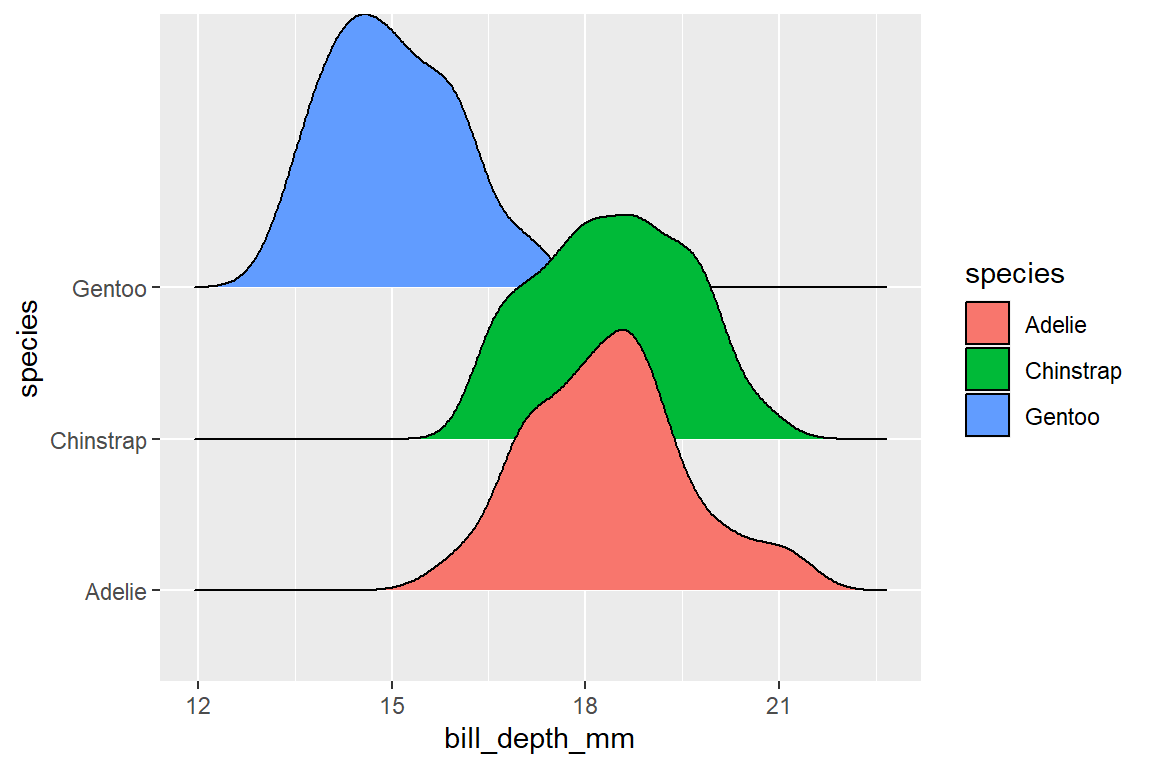 species
Gentoo
Chinstrap
Adelie
12 15 18 21
bill_depth_mm
species
Adelie
Chinstrap
Gentoo